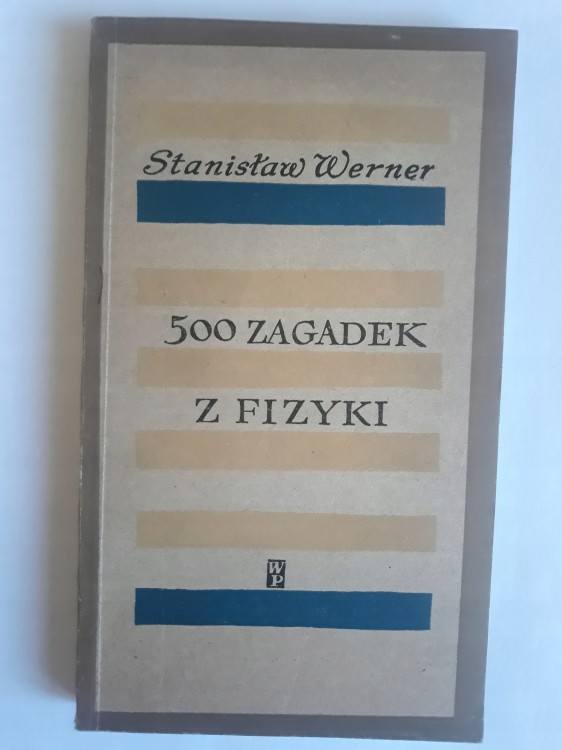 Stanisław Werner
500 ZAGADEK
Z FIZYKI
WP